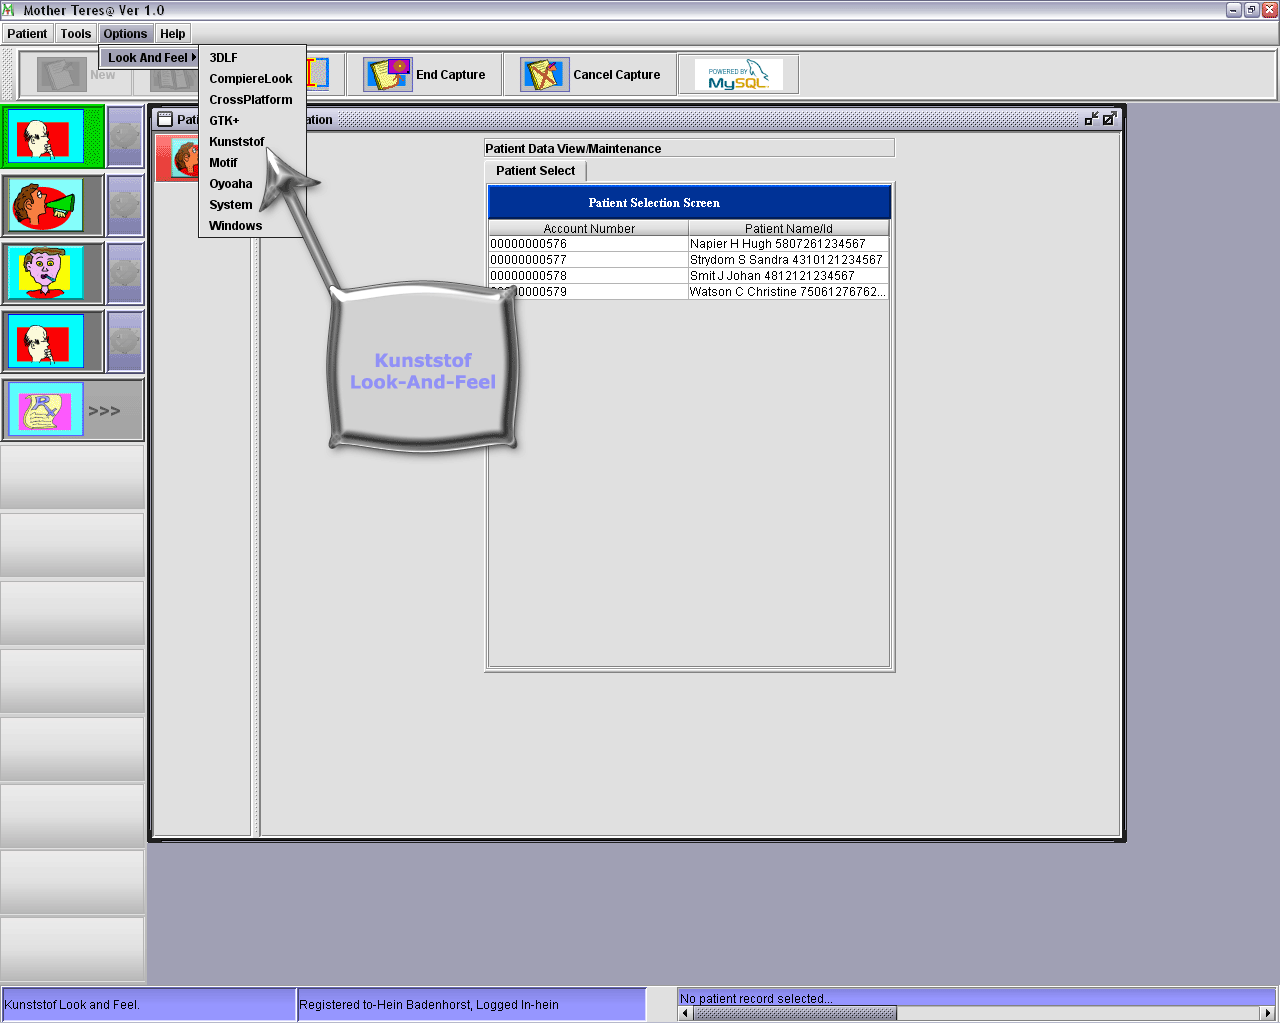 Mother Teres@ Ver 1.0
Patient Tools Options Help
Look And Feel
3DLF
CompiereLook
CrossPlatform
GTK+
Kunststof
Motif
Oyoaha
System
Windows
New
End Capture
Cancel Capture
POWERED BY
MySQL
Pati
ation
Patient Data View/Maintenance
Patient Select
Patient Selection Screen
Account Number Patient Name/Id
00000000576 Napier H Hugh 5807261234567
00000000577 Strydom S Sandra 4310121234567
00000000578 Smit J Johan 4812121234567
0000579 Watson C Christine 75061276762...
Kunststof
Look-And-Feel
Rx
>>>
Kunststof Look and Feel.
Registered to-Hein Badenhorst, Logged In-hein
No patient record selected...